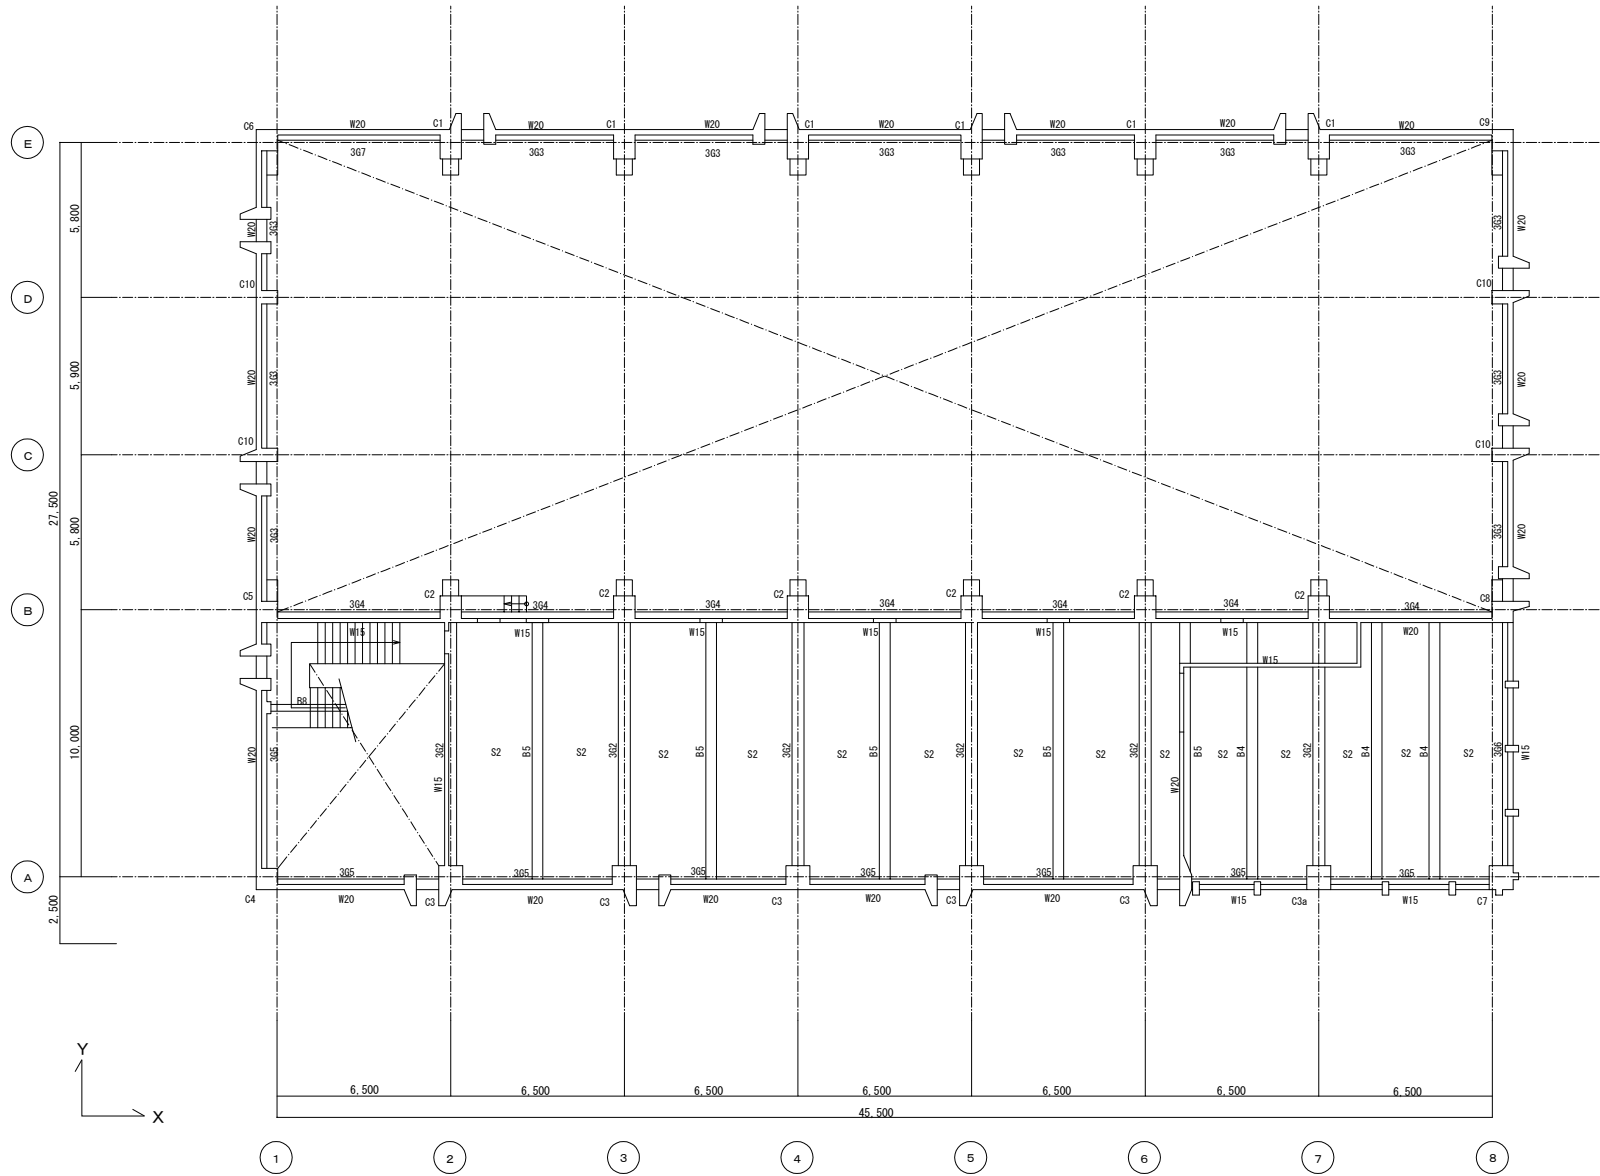 C6 W20 C1 W20 C1 W20 C1 W20 C1 W20 C1 W20 C1 W20 C9
E
3G7 3G3 3G3 3G3 3G3 3G3 3G3
5,800
W20 3G3 3G3 W20
C10 C10
D
5,900
W20 3G3 3G3 W20
C10 C10
C
27,500
5,800
W20 3G3 3G3 W20
C5 C2 C2 C2 C2 C2 C2 C8
B
3G4 3G4 3G4 3G4 3G4 3G4 3G4
W15 W15 W15 W15 W15 W15 W20
W15
B8
10,000
W20 3G5 3G2 S2 B5 S2 3G2 S2 B5 S2 3G2 S2 B5 S2 3G2 S2 B5 S2 3G2 S2 B5 S2 B4 3G2 S2 B4 S2 B4 S2 3G6 W15
W15 W20
A
3G5 3G5 3G5 3G5 3G5 3G5 3G5
C4 W20 C3 W20 C3 W20 C3 W20 C3 W20 C3 W15 C3a W15 C7
2,500
Y
X
6,500 6,500 6,500 6,500 6,500 6,500 6,500
45,500
1 2 3 4 5 6 7 8